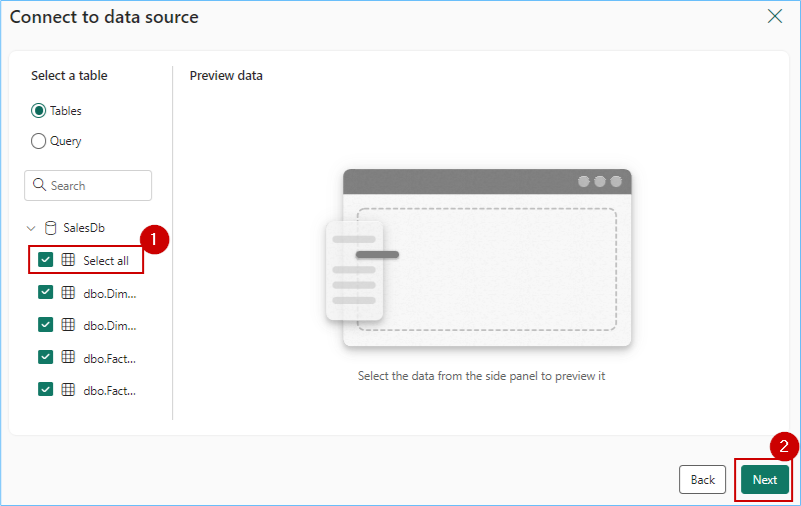 Connect to data source
Select a table
Preview data
Tables
Query
Search
SalesDb
1
Select all
dbo.Dim...
dbo.Dim...
dbo.Fact...
dbo.Fact...
Select the data from the side panel to preview it
2
Back
Next